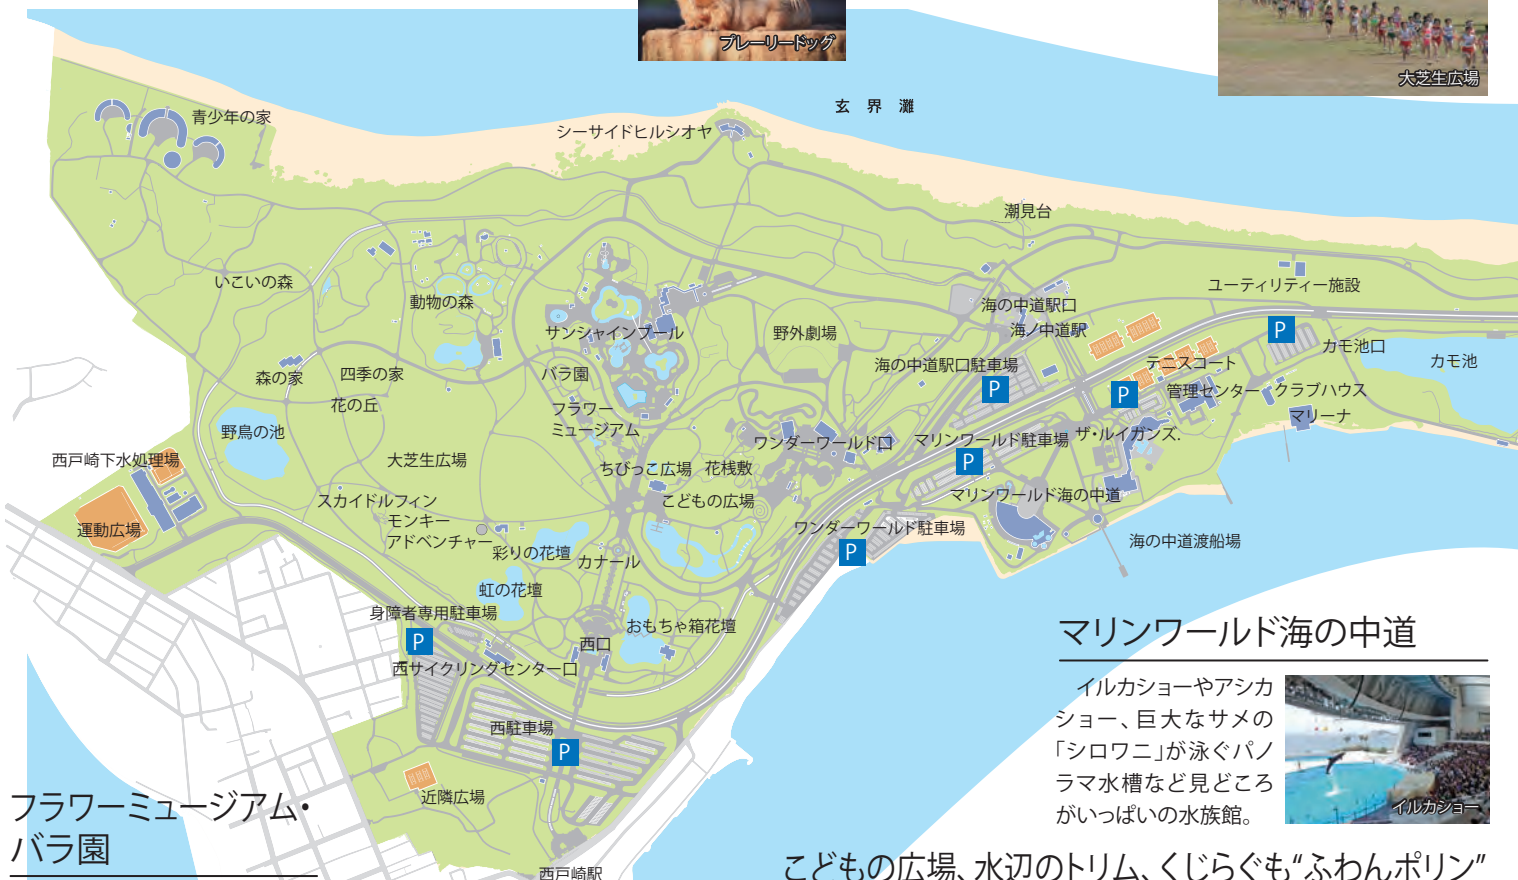 プレーリードッグ
大芝生広場
玄界灘
青少年の家
シーサイドヒルシオヤ
潮見台
いこいの森
動物の森
ユーティリティー施設
海の中道駅口
サンシャインプール
野外劇場
海ノ中道駅
カモ池口
カモ池
海の中道駅口駐車場
テニスコート
森の家
四季の家
バラ園
P
P
P
管理センター
クラブハウス
花の丘
フラワー
ミュージアム
マリーナ
野鳥の池
ワンダーワールド口
マリンワールド駐車場
ザ・ルイガンズ.
西戸崎下水処理場
大芝生広場
ちびっこ広場
花桟敷
P
スカイドルフィン
こどもの広場
マリンワールド海の中道
モンキー
アドベンチャー
運動広場
ワンダーワールド駐車場
彩りの花壇
カナール
P
海の中道渡船場
虹の花壇
身障者専用駐車場
おもちゃ箱花壇
P
西口
西サイクリングセンター口
西駐車場
P
近隣広場
西戸崎駅
マリンワールド海の中道
イルカショーやアシカ
ショー、巨大なサメの
「シロワニ」が泳ぐパノ
ラマ水槽など見どころ
がいっぱいの水族館。
イルカショー
フラワーミュージアム・
バラ園
こどもの広場、水辺のトリム、くじらぐも“ふわんポリン”